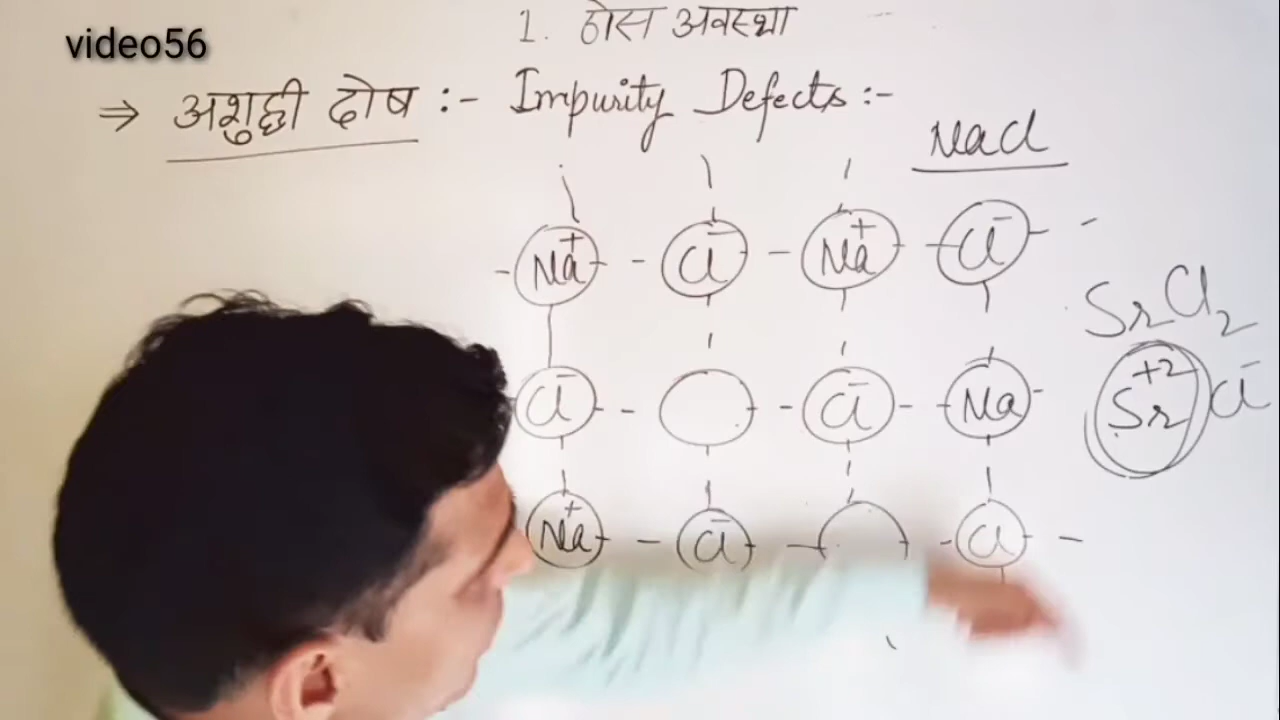 video56
1. ठोस अवस्था
⇒ अशुद्धी दोष :- Impurity Defects :-
NaCl
Na⁺ - Cl⁻ - Na⁺ - Cl⁻ -
SrCl₂
Cl⁻ - - Cl⁻ - Na - Sr⁺² Cl⁻
Na⁺ - Cl⁻ - - Cl -